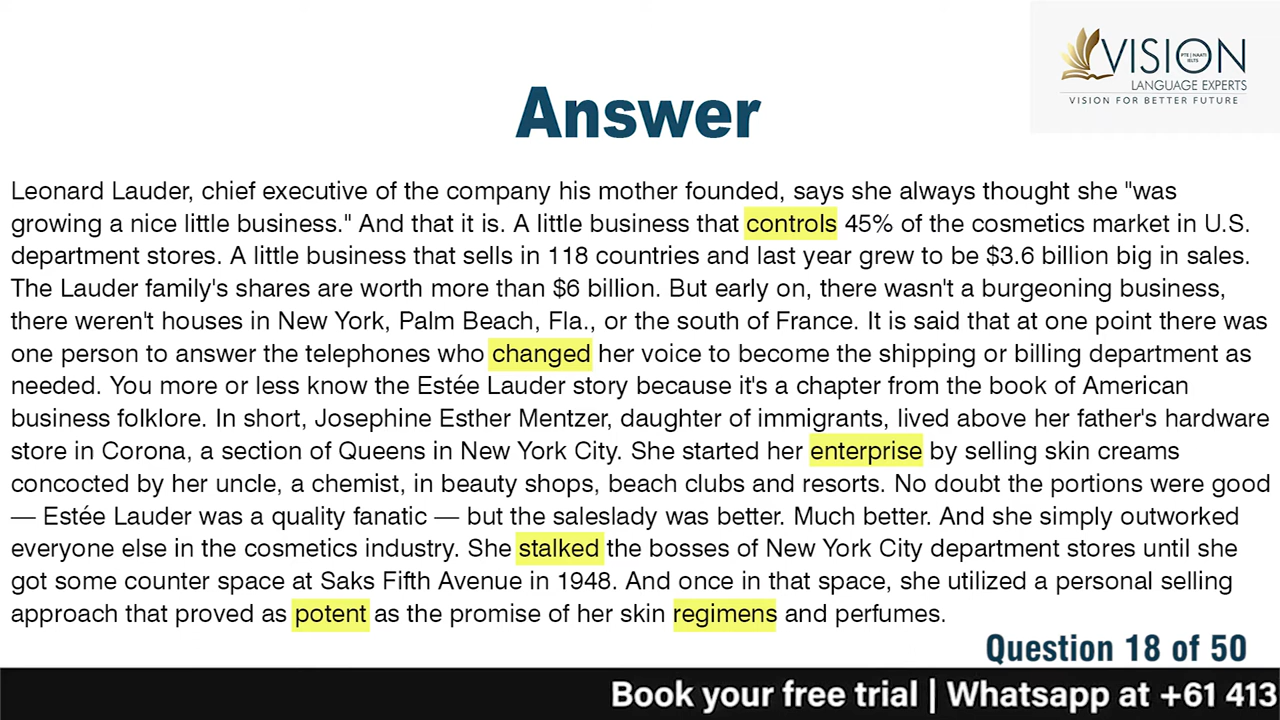 VISION
PTE | NAATI
IELTS
LANGUAGE EXPERTS
VISION FOR BETTER FUTURE
Answer
Leonard Lauder, chief executive of the company his mother founded, says she always thought she "was
growing a nice little business." And that it is. A little business that controls 45% of the cosmetics market in U.S.
department stores. A little business that sells in 118 countries and last year grew to be $3.6 billion big in sales.
The Lauder family's shares are worth more than $6 billion. But early on, there wasn't a burgeoning business,
there weren't houses in New York, Palm Beach, Fla., or the south of France. It is said that at one point there was
one person to answer the telephones who changed her voice to become the shipping or billing department as
needed. You more or less know the Estée Lauder story because it's a chapter from the book of American
business folklore. In short, Josephine Esther Mentzer, daughter of immigrants, lived above her father's hardware
store in Corona, a section of Queens in New York City. She started her enterprise by selling skin creams
concocted by her uncle, a chemist, in beauty shops, beach clubs and resorts. No doubt the portions were good
— Estée Lauder was a quality fanatic — but the saleslady was better. Much better. And she simply outworked
everyone else in the cosmetics industry. She stalked the bosses of New York City department stores until she
got some counter space at Saks Fifth Avenue in 1948. And once in that space, she utilized a personal selling
approach that proved as potent as the promise of her skin regimens and perfumes.
Question 18 of 50
Book your free trial | Whatsapp at +61 413